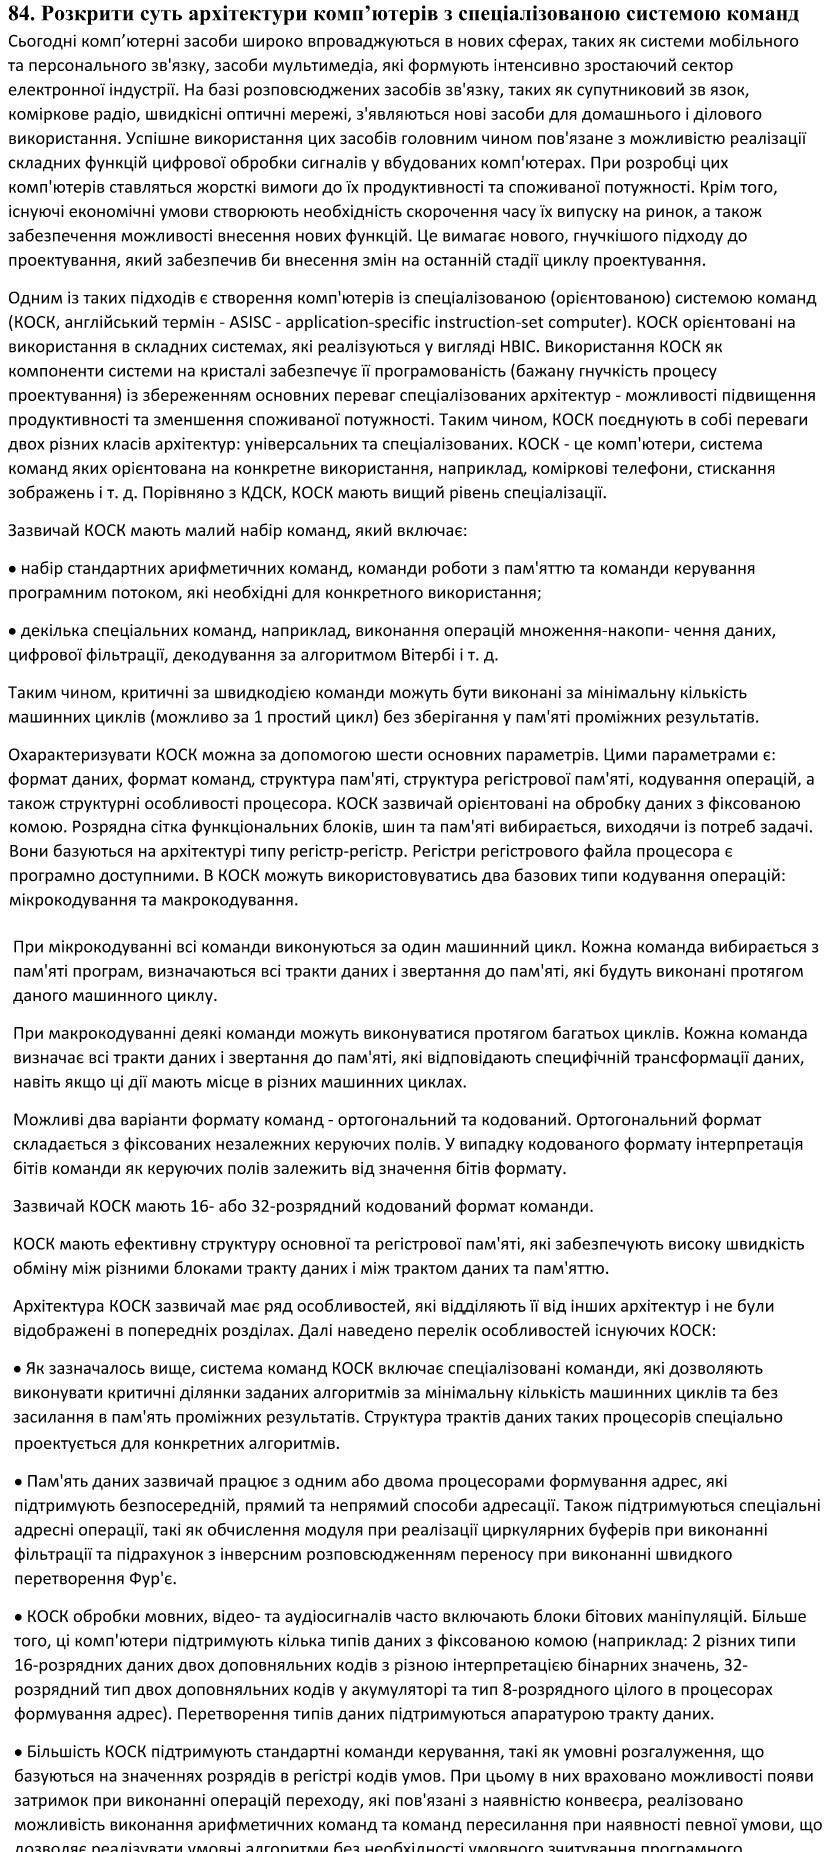 84. Розкрити суть архітектури комп’ютерів з спеціалізованою системою команд
Сьогодні комп’ютерні засоби широко впроваджуються в нових сферах, таких як системи мобільного
та персонального зв'язку, засоби мультимедіа, які формують інтенсивно зростаючий сектор
електронної індустрії. На базі розповсюджених засобів зв'язку, таких як супутниковий зв язок,
коміркове радіо, швидкісні оптичні мережі, з'являються нові засоби для домашнього і ділового
використання. Успішне використання цих засобів головним чином пов'язане з можливістю реалізації
складних функцій цифрової обробки сигналів у вбудованих комп'ютерах. При розробці цих
комп'ютерів ставляться жорсткі вимоги до їх продуктивності та споживаної потужності. Крім того,
існуючі економічні умови створюють необхідність скорочення часу їх випуску на ринок, а також
забезпечення можливості внесення нових функцій. Це вимагає нового, гнучкішого підходу до
проектування, який забезпечив би внесення змін на останній стадії циклу проектування.
Одним із таких підходів є створення комп'ютерів із спеціалізованою (орієнтованою) системою команд
(КОСК, англійський термін - ASISC - application-specific instruction-set computer). КОСК орієнтовані на
використання в складних системах, які реалізуються у вигляді НВІС. Використання КОСК як
компоненти системи на кристалі забезпечує її програмованість (бажану гнучкість процесу
проектування) із збереженням основних переваг спеціалізованих архітектур - можливості підвищення
продуктивності та зменшення споживаної потужності. Таким чином, КОСК поєднують в собі переваги
двох різних класів архітектур: універсальних та спеціалізованих. КОСК - це комп'ютери, система
команд яких орієнтована на конкретне використання, наприклад, коміркові телефони, стискання
зображень і т. д. Порівняно з КДСК, КОСК мають вищий рівень спеціалізації.
Зазвичай КОСК мають малий набір команд, який включає:
• набір стандартних арифметичних команд, команди роботи з пам'яттю та команди керування
програмним потоком, які необхідні для конкретного використання;
• декілька спеціальних команд, наприклад, виконання операцій множення-накопи- чення даних,
цифрової фільтрації, декодування за алгоритмом Вітербі і т. д.
Таким чином, критичні за швидкодією команди можуть бути виконані за мінімальну кількість
машинних циклів (можливо за 1 простий цикл) без зберігання у пам'яті проміжних результатів.
Охарактеризувати КОСК можна за допомогою шести основних параметрів. Цими параметрами є:
формат даних, формат команд, структура пам'яті, структура регістрової пам'яті, кодування операцій, а
також структурні особливості процесора. КОСК зазвичай орієнтовані на обробку даних з фіксованою
комою. Розрядна сітка функціональних блоків, шин та пам'яті вибирається, виходячи із потреб задачі.
Вони базуються на архітектурі типу регістр-регістр. Регістри регістрового файла процесора є
програмно доступними. В КОСК можуть використовуватись два базових типи кодування операцій:
мікрокодування та макрокодування.
При мікрокодуванні всі команди виконуються за один машинний цикл. Кожна команда вибирається з
пам'яті програм, визначаються всі тракти даних і звертання до пам'яті, які будуть виконані протягом
даного машинного циклу.
При макрокодуванні деякі команди можуть виконуватися протягом багатьох циклів. Кожна команда
визначає всі тракти даних і звертання до пам'яті, які відповідають специфічній трансформації даних,
навіть якщо ці дії мають місце в різних машинних циклах.
Можливі два варіанти формату команд - ортогональний та кодований. Ортогональний формат
складається з фіксованих незалежних керуючих полів. У випадку кодованого формату інтерпретація
бітів команди як керуючих полів залежить від значення бітів формату.
Зазвичай КОСК мають 16- або 32-розрядний кодований формат команди.
КОСК мають ефективну структуру основної та регістрової пам'яті, які забезпечують високу швидкість
обміну між різними блоками тракту даних і між трактом даних та пам'яттю.
Архітектура КОСК зазвичай має ряд особливостей, які відділяють її від інших архітектур і не були
відображені в попередніх розділах. Далі наведено перелік особливостей існуючих КОСК:
• Як зазначалось вище, система команд КОСК включає спеціалізовані команди, які дозволяють
виконувати критичні ділянки заданих алгоритмів за мінімальну кількість машинних циклів та без
засилання в пам'ять проміжних результатів. Структура трактів даних таких процесорів спеціально
проектується для конкретних алгоритмів.
• Пам'ять даних зазвичай працює з одним або двома процесорами формування адрес, які
підтримують безпосередній, прямий та непрямий способи адресації. Також підтримуються спеціальні
адресні операції, такі як обчислення модуля при реалізації циркулярних буферів при виконанні
фільтрації та підрахунок з інверсним розповсюдженням переносу при виконанні швидкого
перетворення Фур'є.
• КОСК обробки мовних, відео- та аудіосигналів часто включають блоки бітових маніпуляцій. Більше
того, ці комп'ютери підтримують кілька типів даних з фіксованою комою (наприклад: 2 різних типи
16-розрядних даних двох доповняльних кодів з різною інтерпретацією бінарних значень, 32-
розрядний тип двох доповняльних кодів у акумуляторі та тип 8-розрядного цілого в процесорах
формування адрес). Перетворення типів даних підтримуються апаратурою тракту даних.
• Більшість КОСК підтримують стандартні команди керування, такі як умовні розгалуження, що
базуються на значеннях розрядів в регістрі кодів умов. При цьому в них враховано можливості появи
затримок при виконанні операцій переходу, які пов'язані з наявністю конвеєра, реалізовано
можливість виконання арифметичних команд та команд пересилання при наявності певної умови, що
дозволяє реалізувати умовні алгоритми без необхідності умовного зчитування програмного